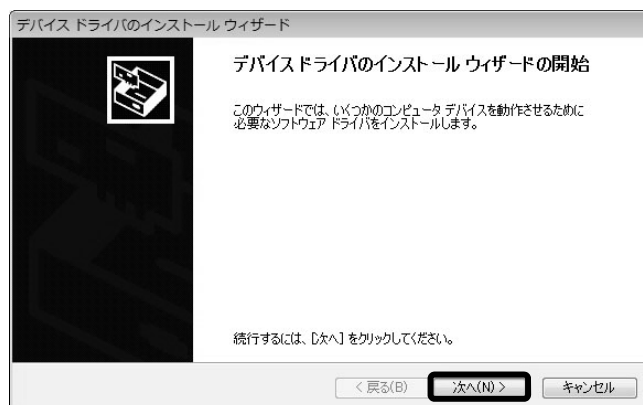 デバイス ドライバのインストール ウィザード
デバイス ドライバのインストール ウィザードの開始
このウィザードでは、いくつかのコンピュータ デバイスを動作させるために
必要なソフトウェア ドライバをインストールします。
続行するには、[次へ] をクリックしてください。
< 戻る(B) 次へ(N) > キャンセル